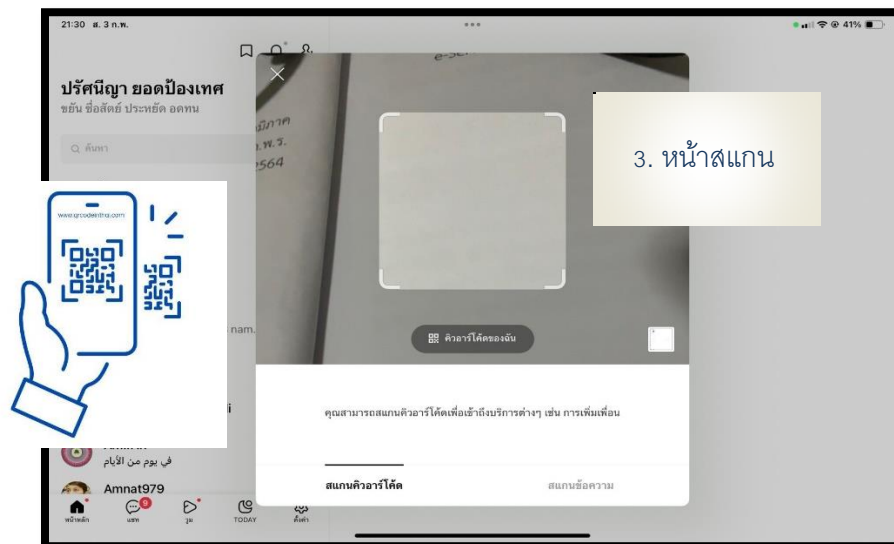 21:30 ส. 3 ก.พ.
41%
ปรัศนีญา ยอดป้องเทศ
ขยัน ซื่อสัตย์ ประหยัด อดทน
ค้นหา
มิภาค
.พ.ร.
2564
3. หน้าสแกน
nam.
คิวอาร์โค้ดของฉัน
คุณสามารถสแกนคิวอาร์โค้ดเพื่อเข้าถึงบริการต่างๆ เช่น การเพิ่มเพื่อน
في يوم من الأيام
สแกนคิวอาร์โค้ด
สแกนข้อความ
Amnat979
9
หน้าหลัก
แชท
วูม
TODAY
ตั้งค่า